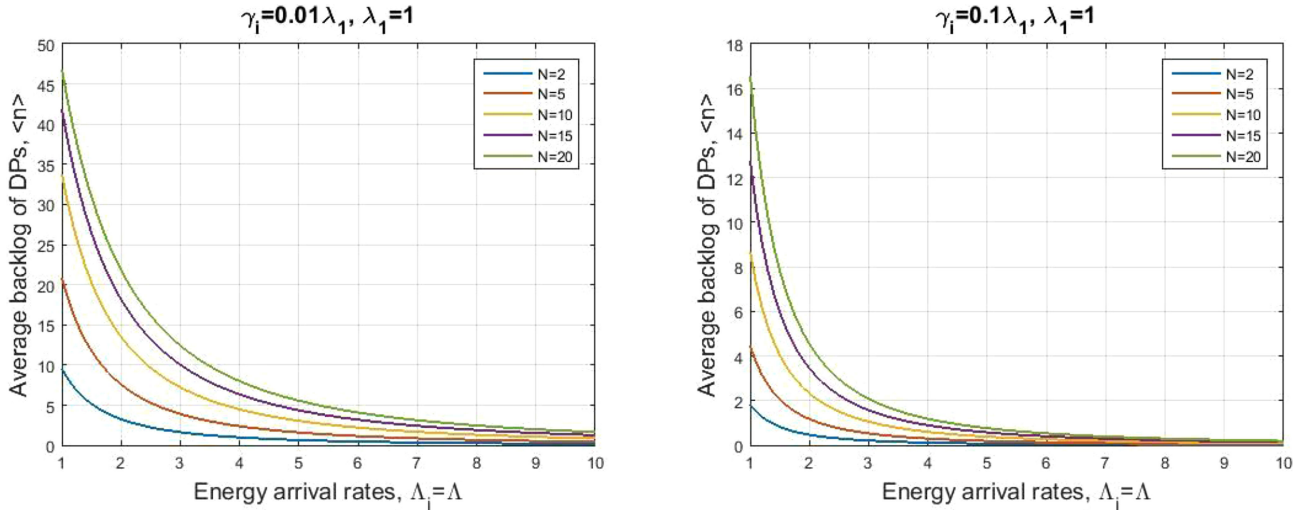 γi=0.01λ1, λ1=1
50
45
40
35
30
25
20
15
10
5
0
Average backlog of DPs, <n>
N=2
N=5
N=10
N=15
N=20
1 2 3 4 5 6 7 8 9 10
Energy arrival rates, Λi=Λ
γi=0.1λ1, λ1=1
18
16
14
12
10
8
6
4
2
0
Average backlog of DPs, <n>
N=2
N=5
N=10
N=15
N=20
1 2 3 4 5 6 7 8 9 10
Energy arrival rates, Λi=Λ